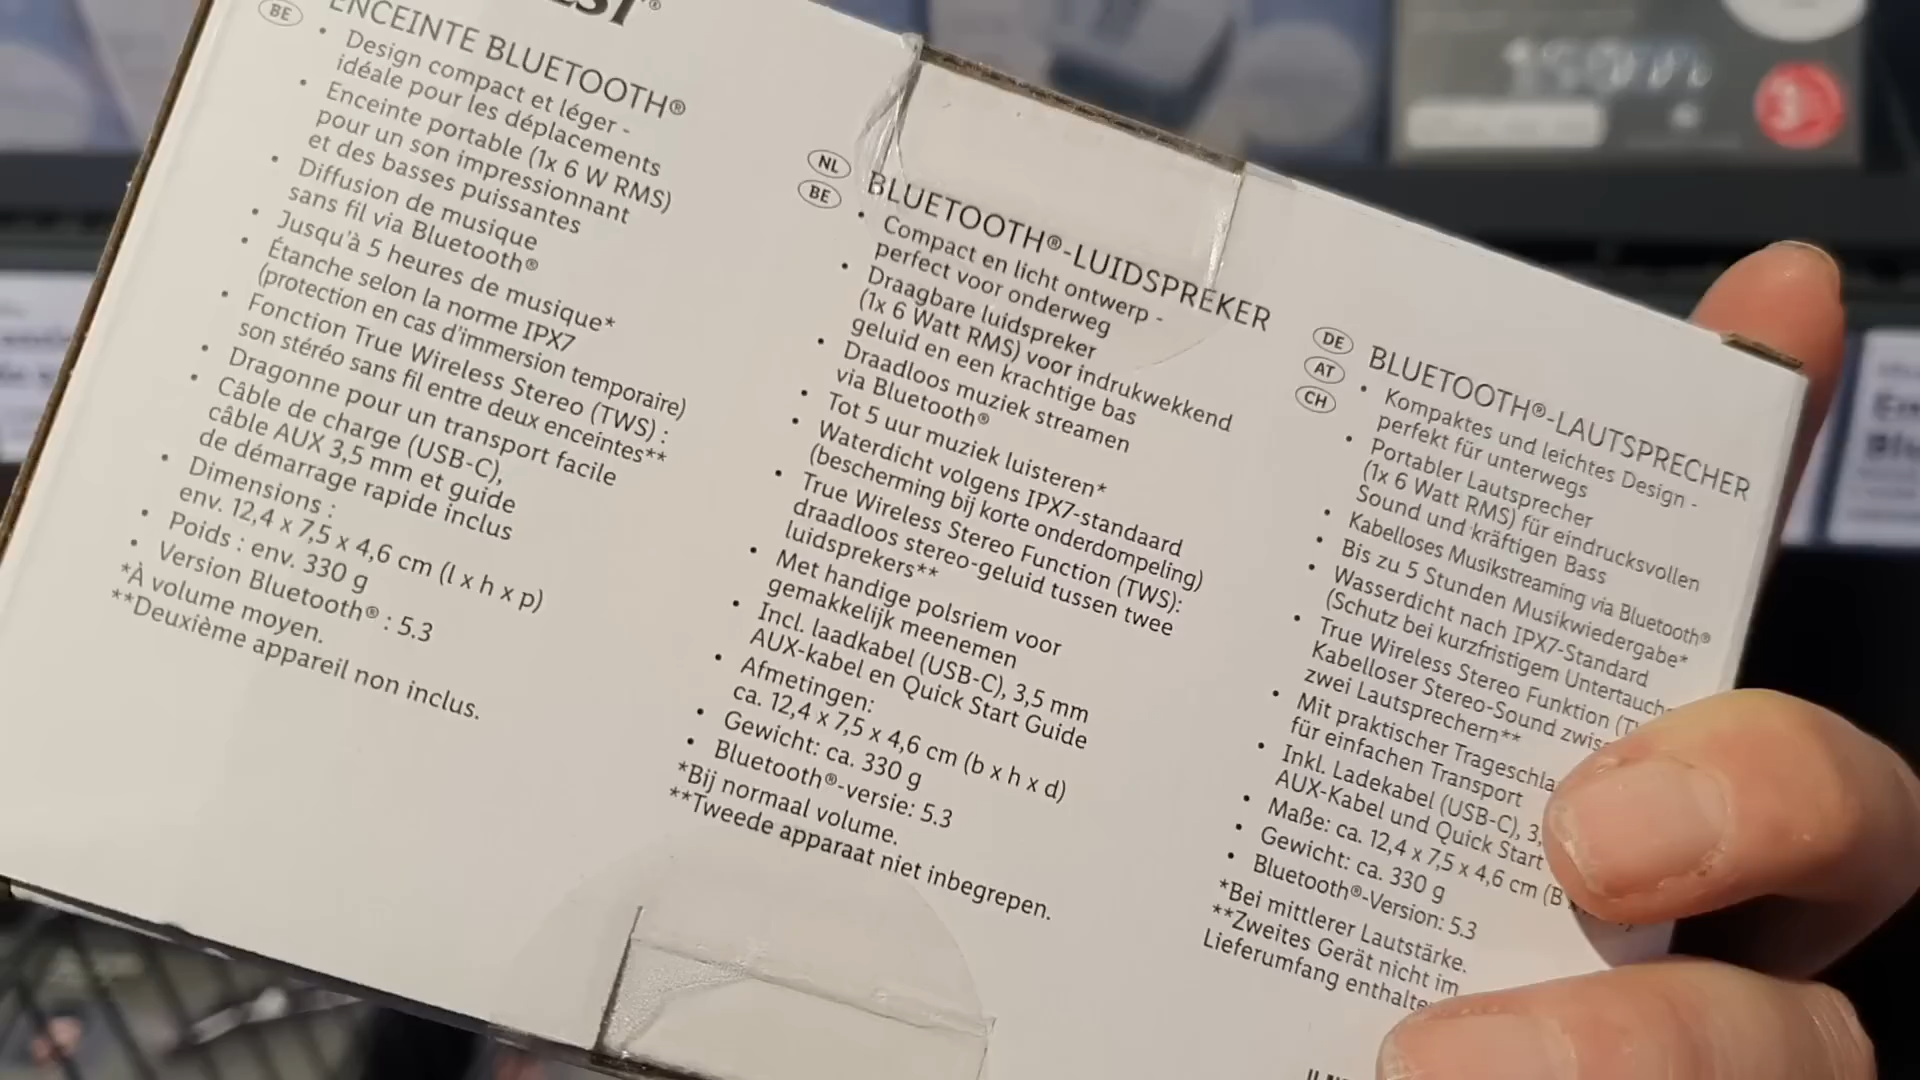 BE
ENCEINTE BLUETOOTH®
• Design compact et léger -
idéale pour les déplacements
• Enceinte portable (1x 6 W RMS)
pour un son impressionnant
et des basses puissantes
• Diffusion de musique
sans fil via Bluetooth®
• Jusqu'à 5 heures de musique*
• Étanche selon la norme IPX7
(protection en cas d'immersion temporaire)
• Fonction True Wireless Stereo (TWS) :
son stéréo sans fil entre deux enceintes**
• Dragonne pour un transport facile
• Câble de charge (USB-C),
câble AUX 3,5 mm et guide
de démarrage rapide inclus
• Dimensions :
env. 12,4 x 7,5 x 4,6 cm (l x h x p)
• Poids : env. 330 g
• Version Bluetooth® : 5.3
*À volume moyen.
**Deuxième appareil non inclus.
NL
BE
BLUETOOTH®-LUIDSPREKER
• Compact en licht ontwerp -
perfect voor onderweg
• Draagbare luidspreker
(1x 6 Watt RMS) voor indrukwekkend
geluid en een krachtige bas
• Draadloos muziek streamen
via Bluetooth®
• Tot 5 uur muziek luisteren*
• Waterdicht volgens IPX7-standaard
(bescherming bij korte onderdompeling)
• True Wireless Stereo Function (TWS):
draadloos stereo-geluid tussen twee
luidsprekers**
• Met handige polsriem voor
gemakkelijk meenemen
• Incl. laadkabel (USB-C), 3,5 mm
AUX-kabel en Quick Start Guide
• Afmetingen:
ca. 12,4 x 7,5 x 4,6 cm (b x h x d)
• Gewicht: ca. 330 g
• Bluetooth®-versie: 5.3
*Bij normaal volume.
**Tweede apparaat niet inbegrepen.
DE
AT
CH
BLUETOOTH®-LAUTSPRECHER
• Kompaktes und leichtes Design -
perfekt für unterwegs
• Portabler Lautsprecher
(1x 6 Watt RMS) für eindrucksvollen
Sound und kräftigen Bass
• Kabelloses Musikstreaming via Bluetooth®
• Bis zu 5 Stunden Musikwiedergabe*
• Wasserdicht nach IPX7-Standard
(Schutz bei kurzfristigem Untertauch
• True Wireless Stereo Funktion (T
Kabelloser Stereo-Sound zwis
zwei Lautsprechern**
• Mit praktischer Trageschla
für einfachen Transport
• Inkl. Ladekabel (USB-C), 3,
AUX-Kabel und Quick Start
• Maße: ca. 12,4 x 7,5 x 4,6 cm (B
• Gewicht: ca. 330 g
• Bluetooth®-Version: 5.3
*Bei mittlerer Lautstärke.
**Zweites Gerät nicht im
Lieferumfang enthalte